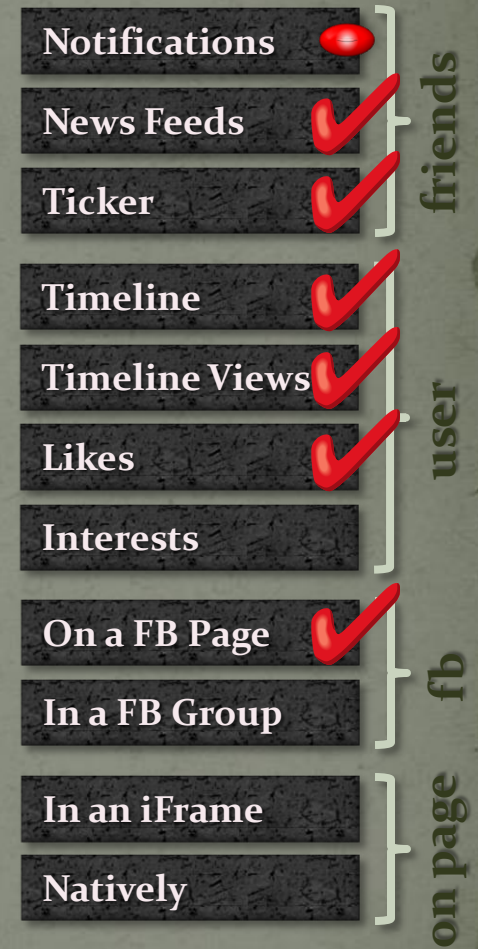 Notifications
News Feeds
Ticker
friends
Timeline
Timeline Views
Likes
Interests
user
On a FB Page
In a FB Group
fb
In an iFrame
Natively
on page